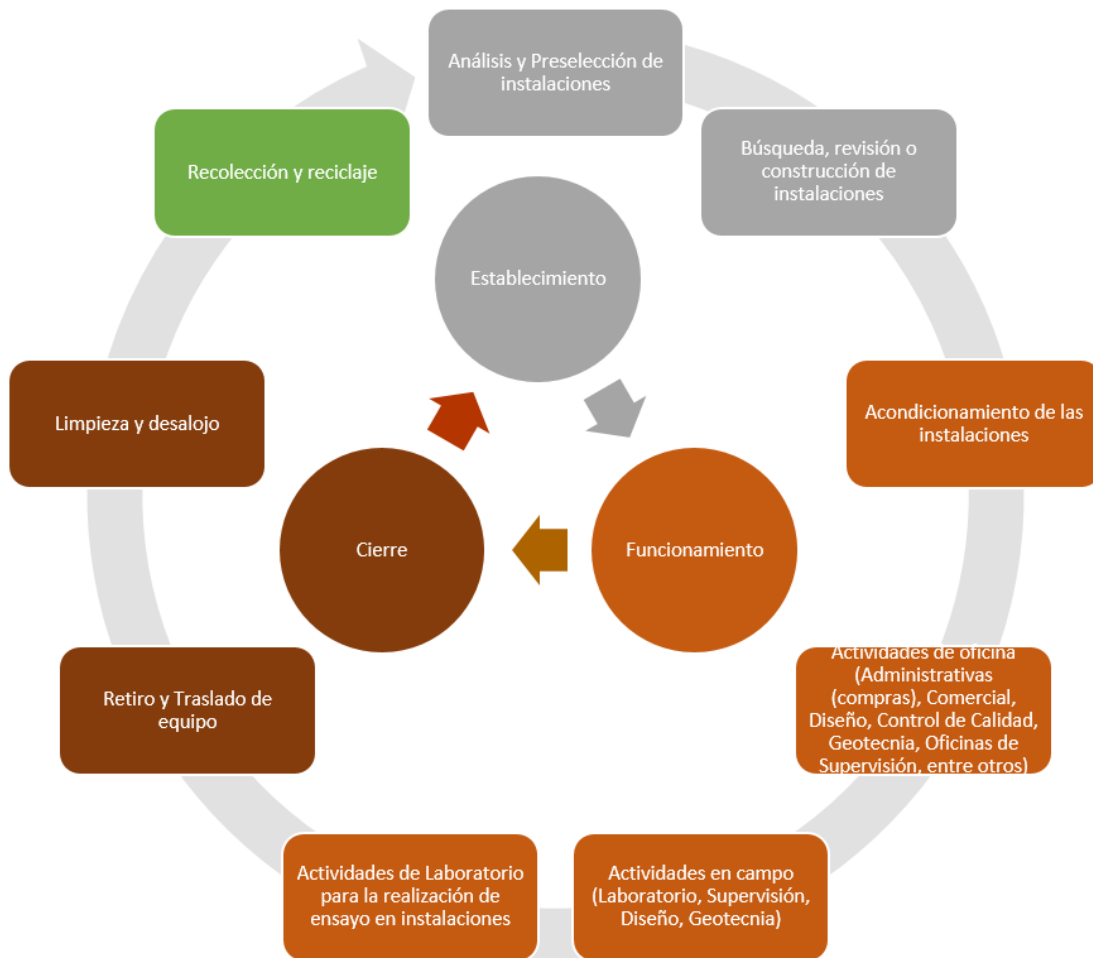 Análisis y Preselección de
instalaciones
Búsqueda, revisión o
construcción de
instalaciones
Acondicionamiento de las
instalaciones
Actividades de oficina
(Administrativas
(compras), Comercial,
Diseño, Control de Calidad,
Geotecnia, Oficinas de
Supervisión, entre otros)
Actividades en campo
(Laboratorio, Supervisión,
Diseño, Geotecnia)
Actividades de Laboratorio
para la realización de
ensayo en instalaciones
Retiro y Traslado de
equipo
Limpieza y desalojo
Recolección y reciclaje
Establecimiento
Funcionamiento
Cierre